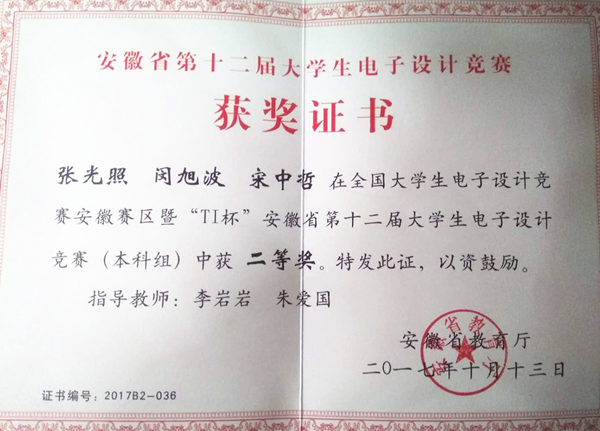 安徽省第十二届大学生电子设计竞赛
获奖证书
张光照 闵旭波 宋中哲 在全国大学生电子设计竞
赛安徽赛区暨“TI杯”安徽省第十二届大学生电子设计
竞赛（本科组）中获 二等奖。特发此证，以资鼓励。
指导教师：李岩岩 朱爱国
安徽省教育厅
二〇一七年十月十三日
证书编号：2017B2-036